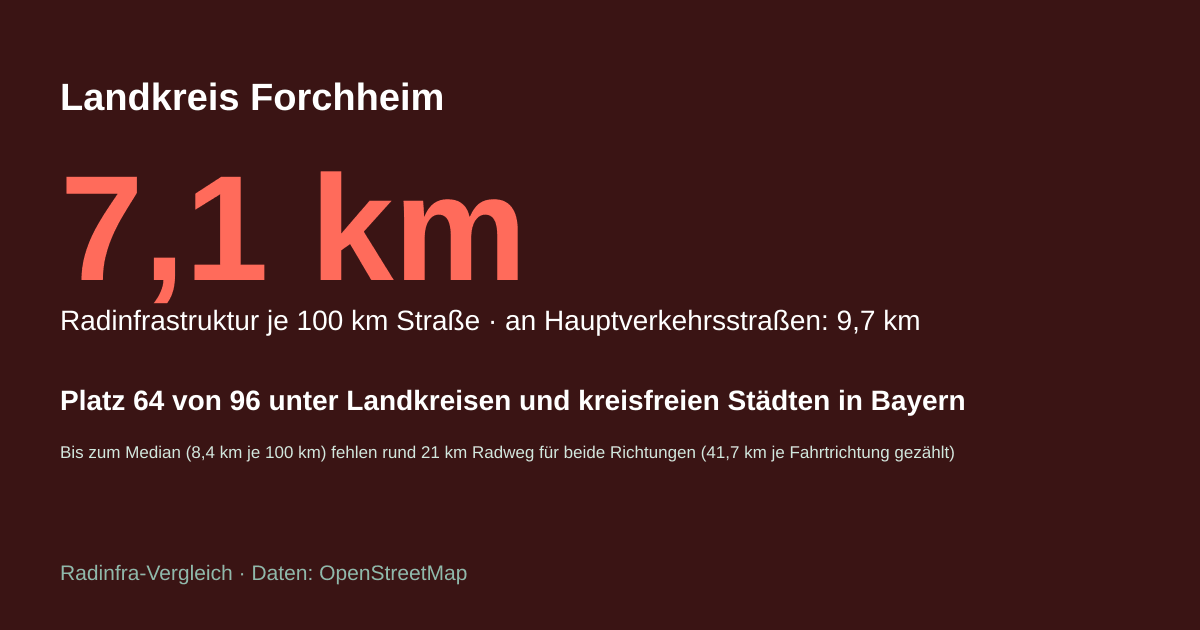 Landkreis Forchheim
7,1 km
Radinfrastruktur je 100 km Straße · an Hauptverkehrsstraßen: 9,7 km
Platz 64 von 96 unter Landkreisen und kreisfreien Städten in Bayern
Bis zum Median (8,4 km je 100 km) fehlen rund 21 km Radweg für beide Richtungen (41,7 km je Fahrtrichtung gezählt)
Radinfra-Vergleich · Daten: OpenStreetMap